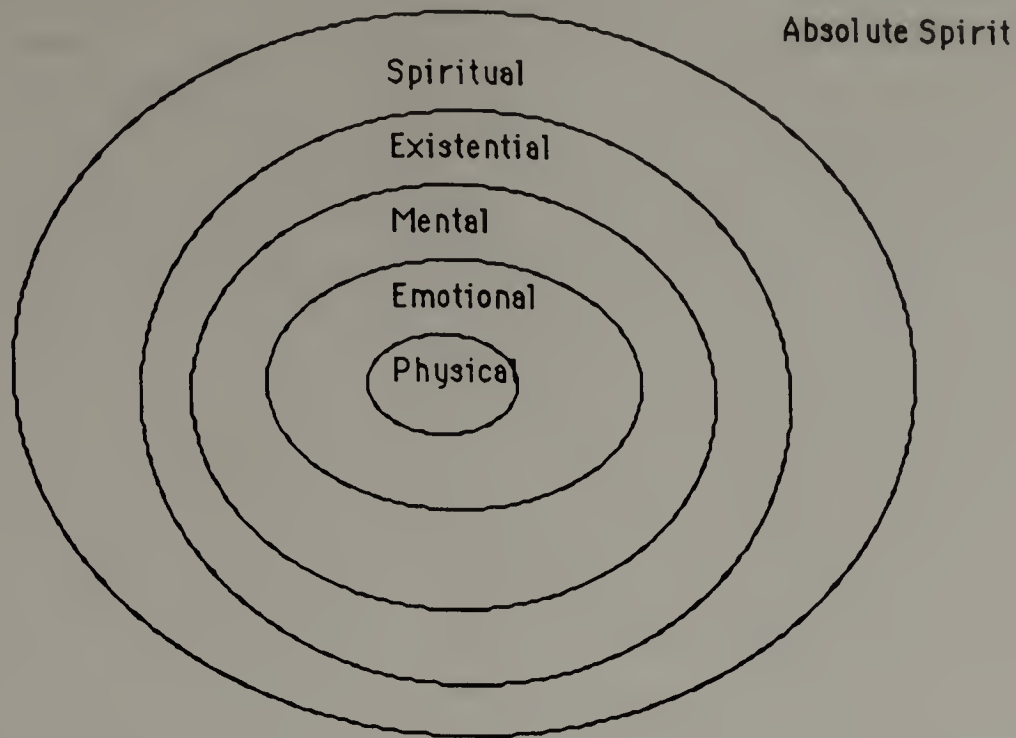 Absolute Spirit
Spiritual
Existential
Mental
Emotional
Physical